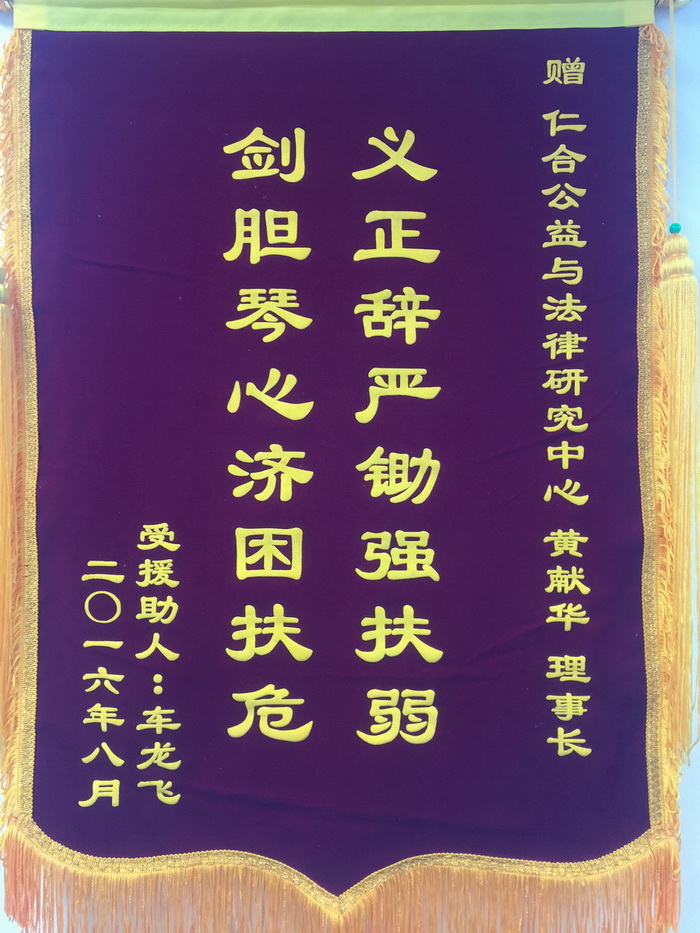 赠 仁合公益与法律研究中心 黄献华 理事长
义正辞严锄强扶弱
剑胆琴心济困扶危
受援助人：车龙飞
二〇一六年八月